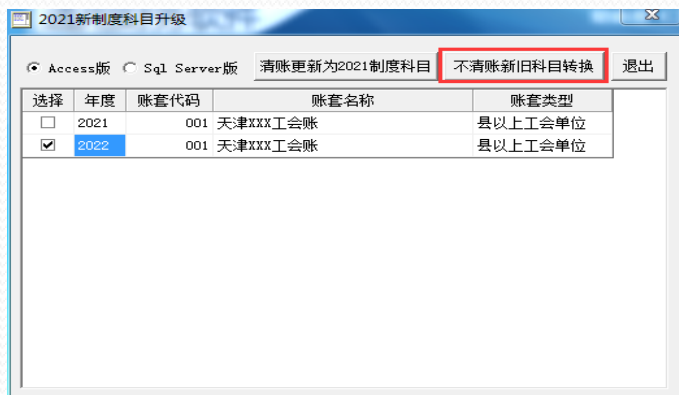 2021新制度科目升级
Access版 Sql Server版 清账更新为2021制度科目 不清账新旧科目转换 退出
选择 年度 账套代码 账套名称 账套类型
2021 001 天津XXX工会账 县以上工会单位
2022 001 天津XXX工会账 县以上工会单位